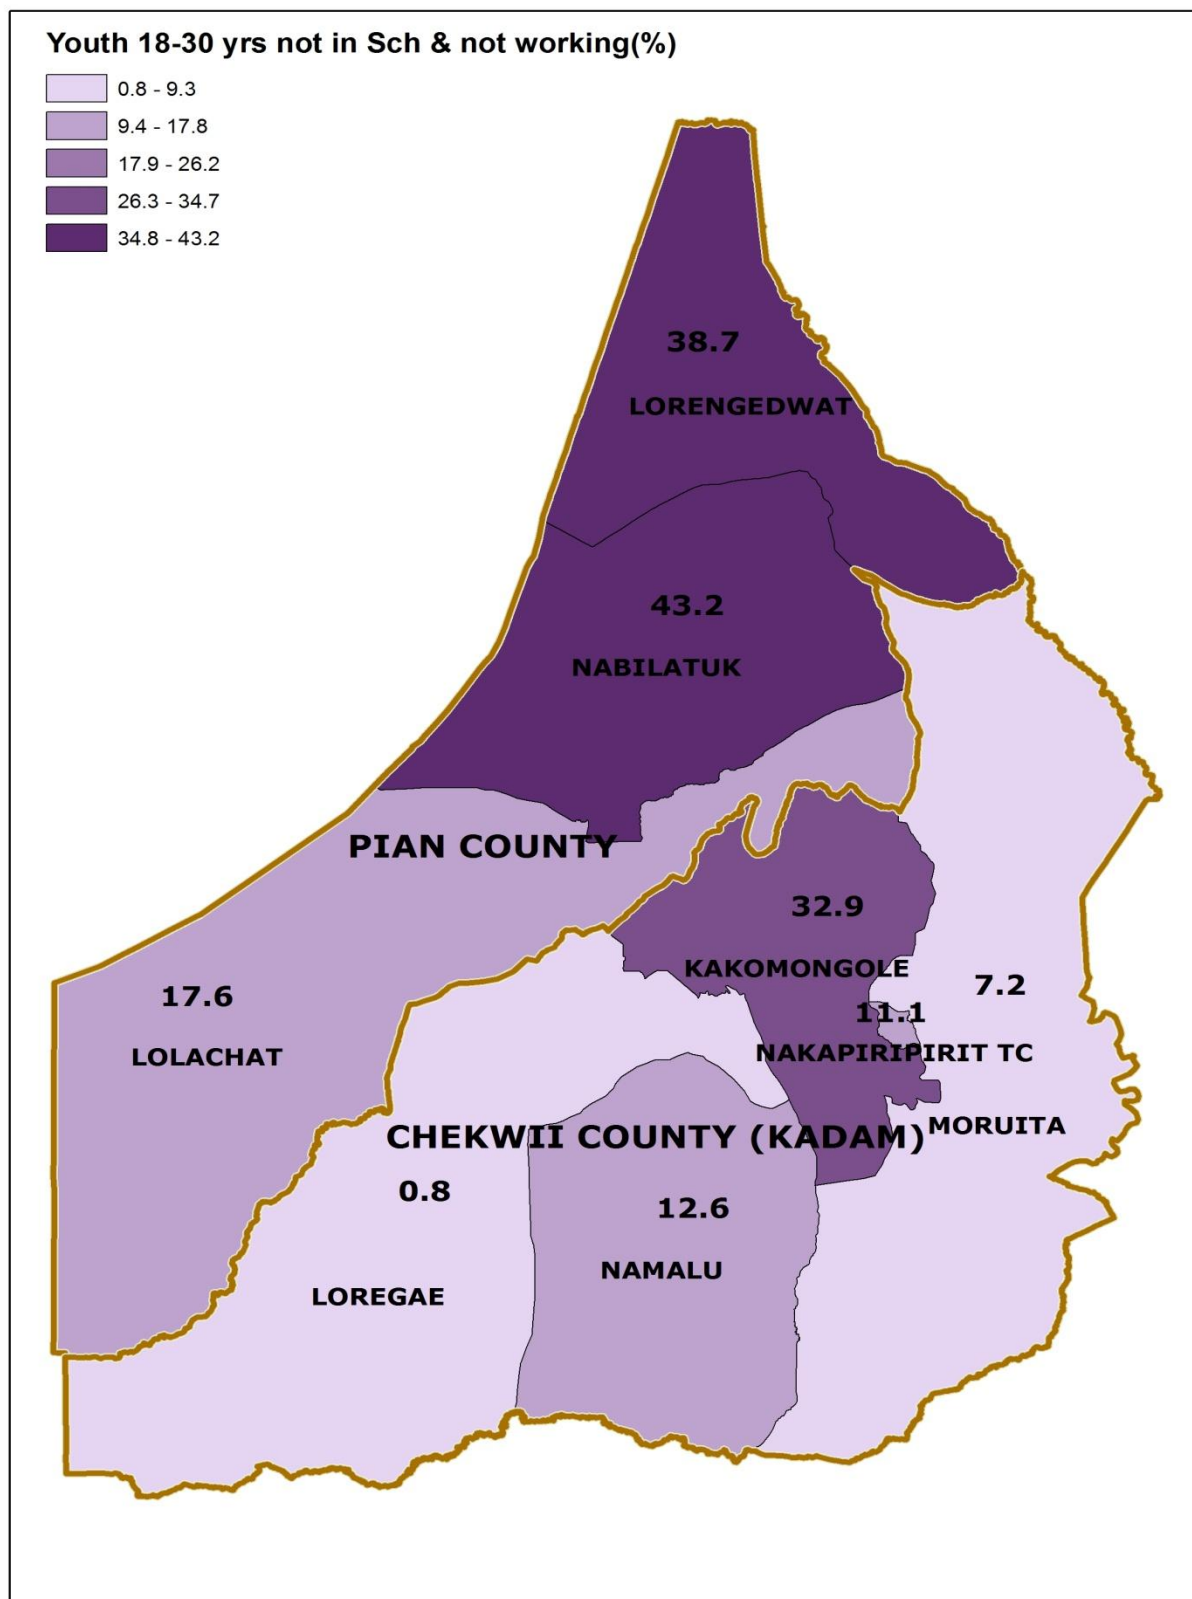 Youth 18-30 yrs not in Sch & not working(%)
0.8 - 9.3
9.4 - 17.8
17.9 - 26.2
26.3 - 34.7
34.8 - 43.2
38.7
LORENGEDWAT
43.2
NABILATUK
PIAN COUNTY
32.9
KAKOMONGOLE
17.6
LOLACHAT
7.2
11.1
NAKAPIRIPIRIT TC
MORUITA
CHEKWII COUNTY (KADAM)
0.8
LOREGAE
12.6
NAMALU